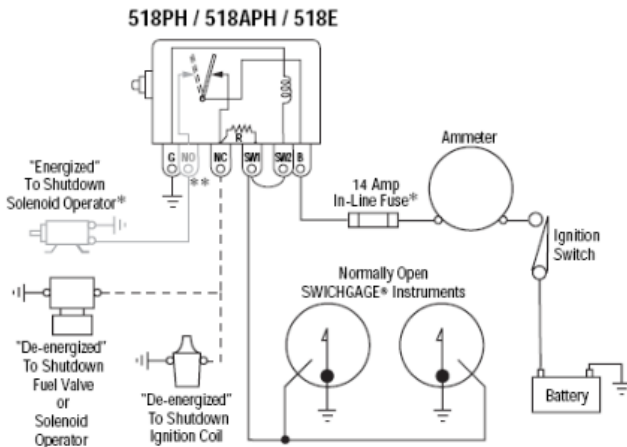 518PH / 518APH / 518E
R
G
NO
NC
SW1
SW2
B
**
"Energized"
To Shutdown
Solenoid Operator*
14 Amp
In-Line Fuse*
Ammeter
Ignition
Switch
Normally Open
SWICHGAGE® Instruments
"De-energized"
To Shutdown
Fuel Valve
or
Solenoid
Operator
"De-energized"
To Shutdown
Ignition Coil
Battery